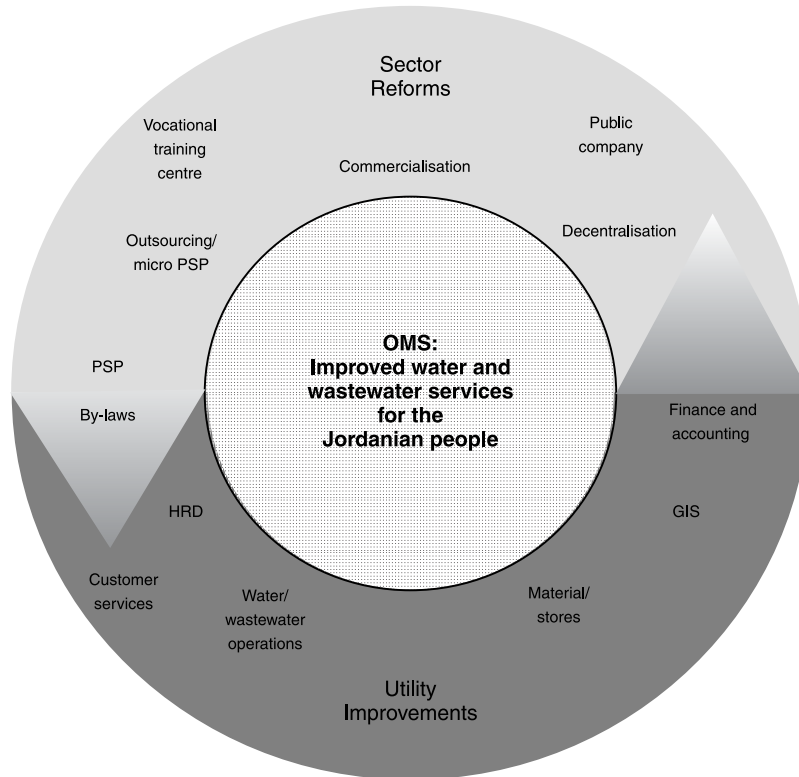 Sector
Reforms
Vocational
training
centre
Public
company
Commercialisation
Outsourcing/
micro PSP
Decentralisation
OMS:
Improved water and
wastewater services
for the
Jordanian people
PSP
By-laws
Finance and
accounting
HRD
GIS
Customer
services
Water/
wastewater
operations
Material/
stores
Utility
Improvements